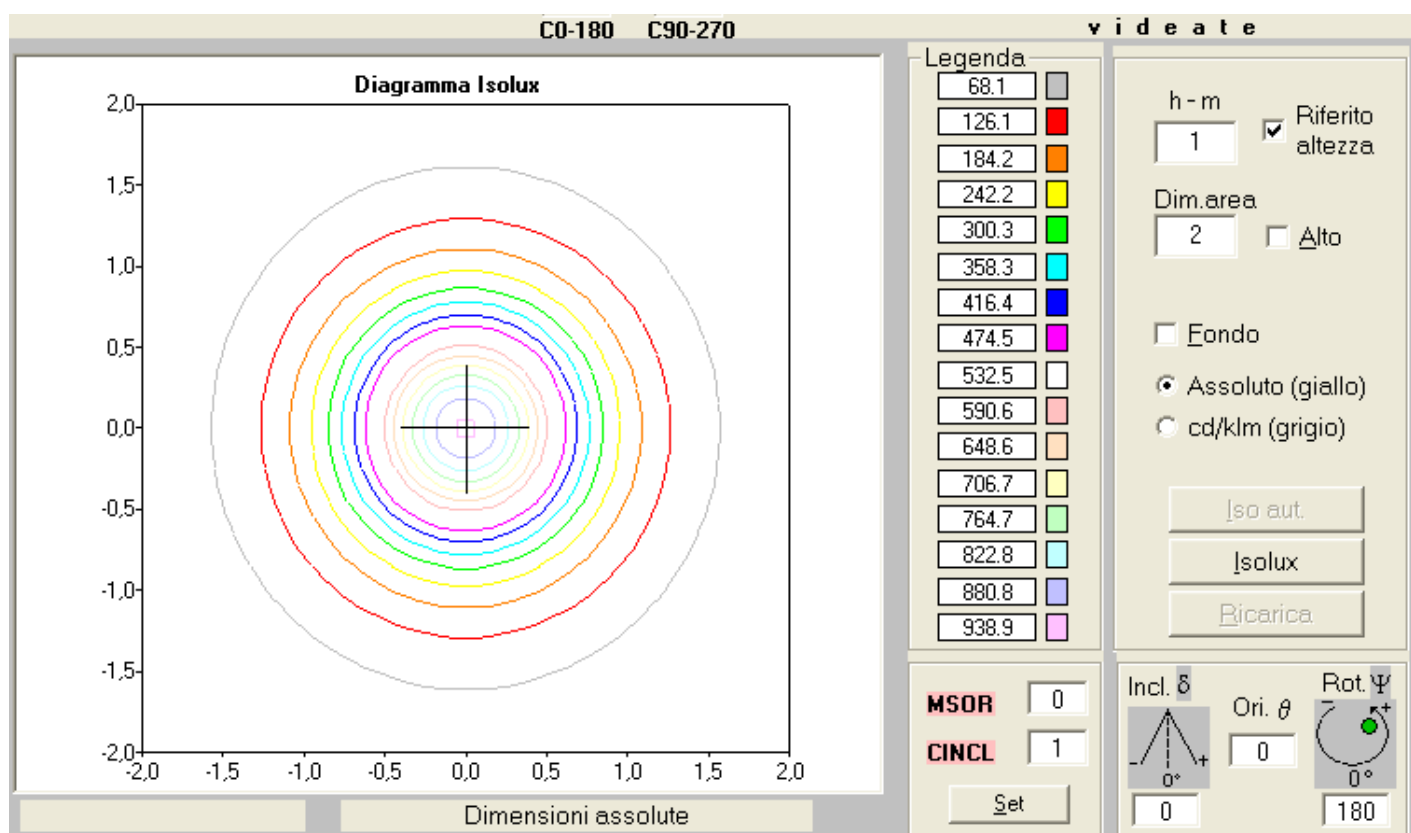 C0-180 C90-270
videate
Diagramma Isolux
2,0
1,5
1,0
0,5
0,0
-0,5
-1,0
-1,5
-2,0
-2,0 -1,5 -1,0 -0,5 0,0 0,5 1,0 1,5 2,0
Dimensioni assolute
Legenda
68.1
126.1
184.2
242.2
300.3
358.3
416.4
474.5
532.5
590.6
648.6
706.7
764.7
822.8
880.8
938.9
MSOR 0
CINCL 1
Set
h - m
1
Riferito
altezza
Dim.area
2
Alto
Fondo
Assoluto (giallo)
cd/klm (grigio)
Iso aut.
Isolux
Ricarica
Incl. δ
- +
0°
0
Ori. θ
0
Rot. Ψ
- +
0°
180